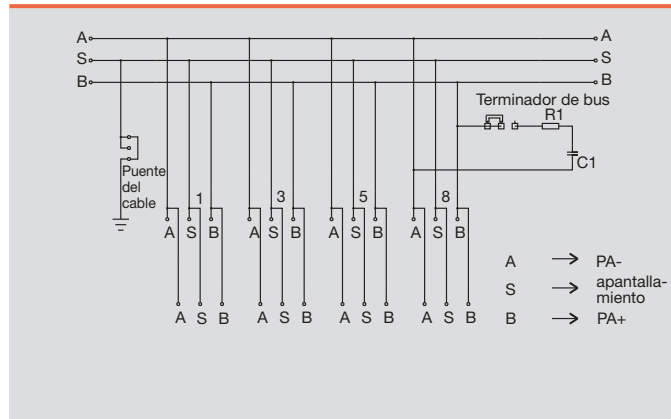 A A
S S
B B
Terminador de bus
R1
C1
Puente
del
cable
1 3 5 8
A S B A S B A S B A S B
A → PA-
S → apantalla-
miento
B → PA+
A S B A S B A S B A S B